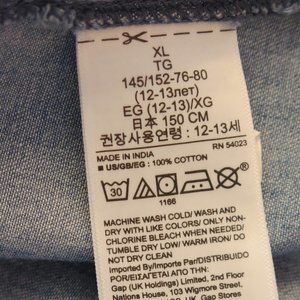 XL
TG
145/152-76-80
(12-13лет)
EG (12-13)/XG
日本 150 CM
권장사용연령 : 12-13세
RN 54023
MADE IN INDIA
■ US/GB/EG : 100% COTTON
30
1166
MACHINE WASH COLD/ WASH AND
DRY WITH LIKE COLORS/ ONLY NON-
CHLORINE BLEACH WHEN NEEDED/
TUMBLE DRY LOW/ WARM IRON/ DO
NOT DRY CLEAN
Imported By/Importe Par/Distribuido
POR/ΕΙΣΑΓΕΤΑΙ ΑΠΟ ΤΗΝ:
Gap (UK Holdings) Limited, 2nd Floor
Nations House, 103 Wigmore Street,
Gap Stores